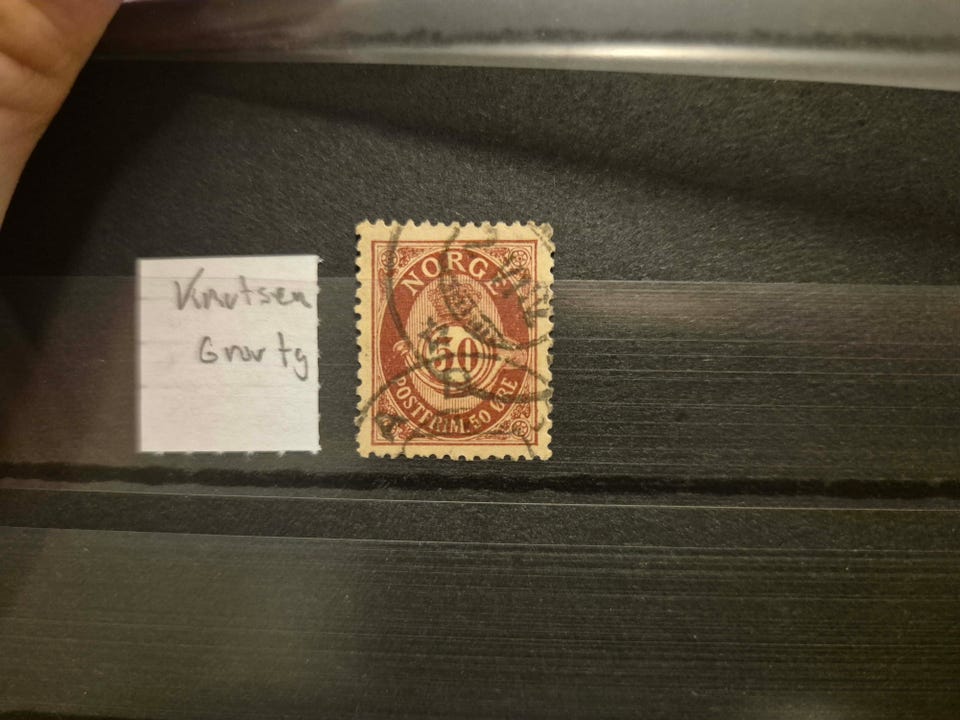 Knutsen
Gravtg
NORGE
50
POSTFRIM. 50 ØRE